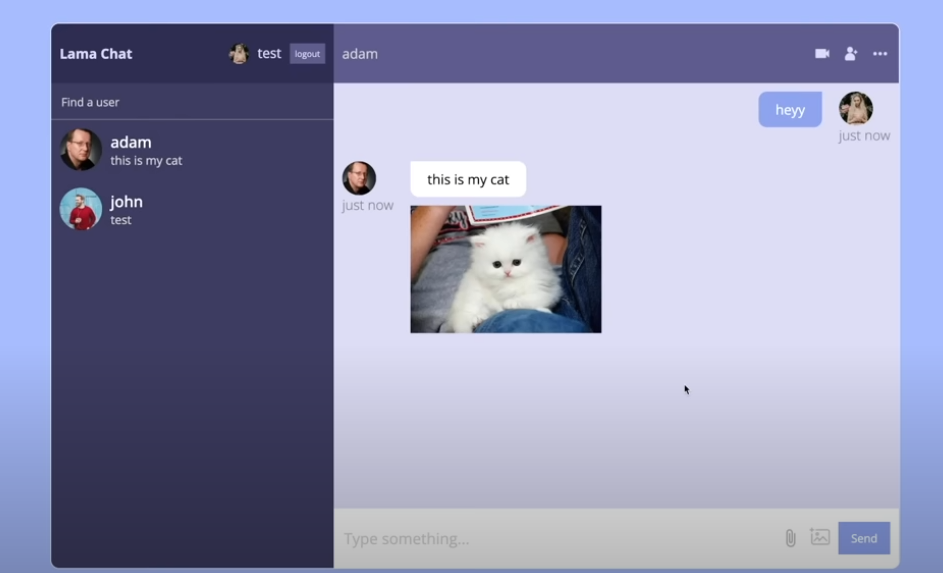 Lama Chat
test
logout
adam
Find a user
adam
this is my cat
john
test
heyy
just now
this is my cat
just now
Type something...
Send